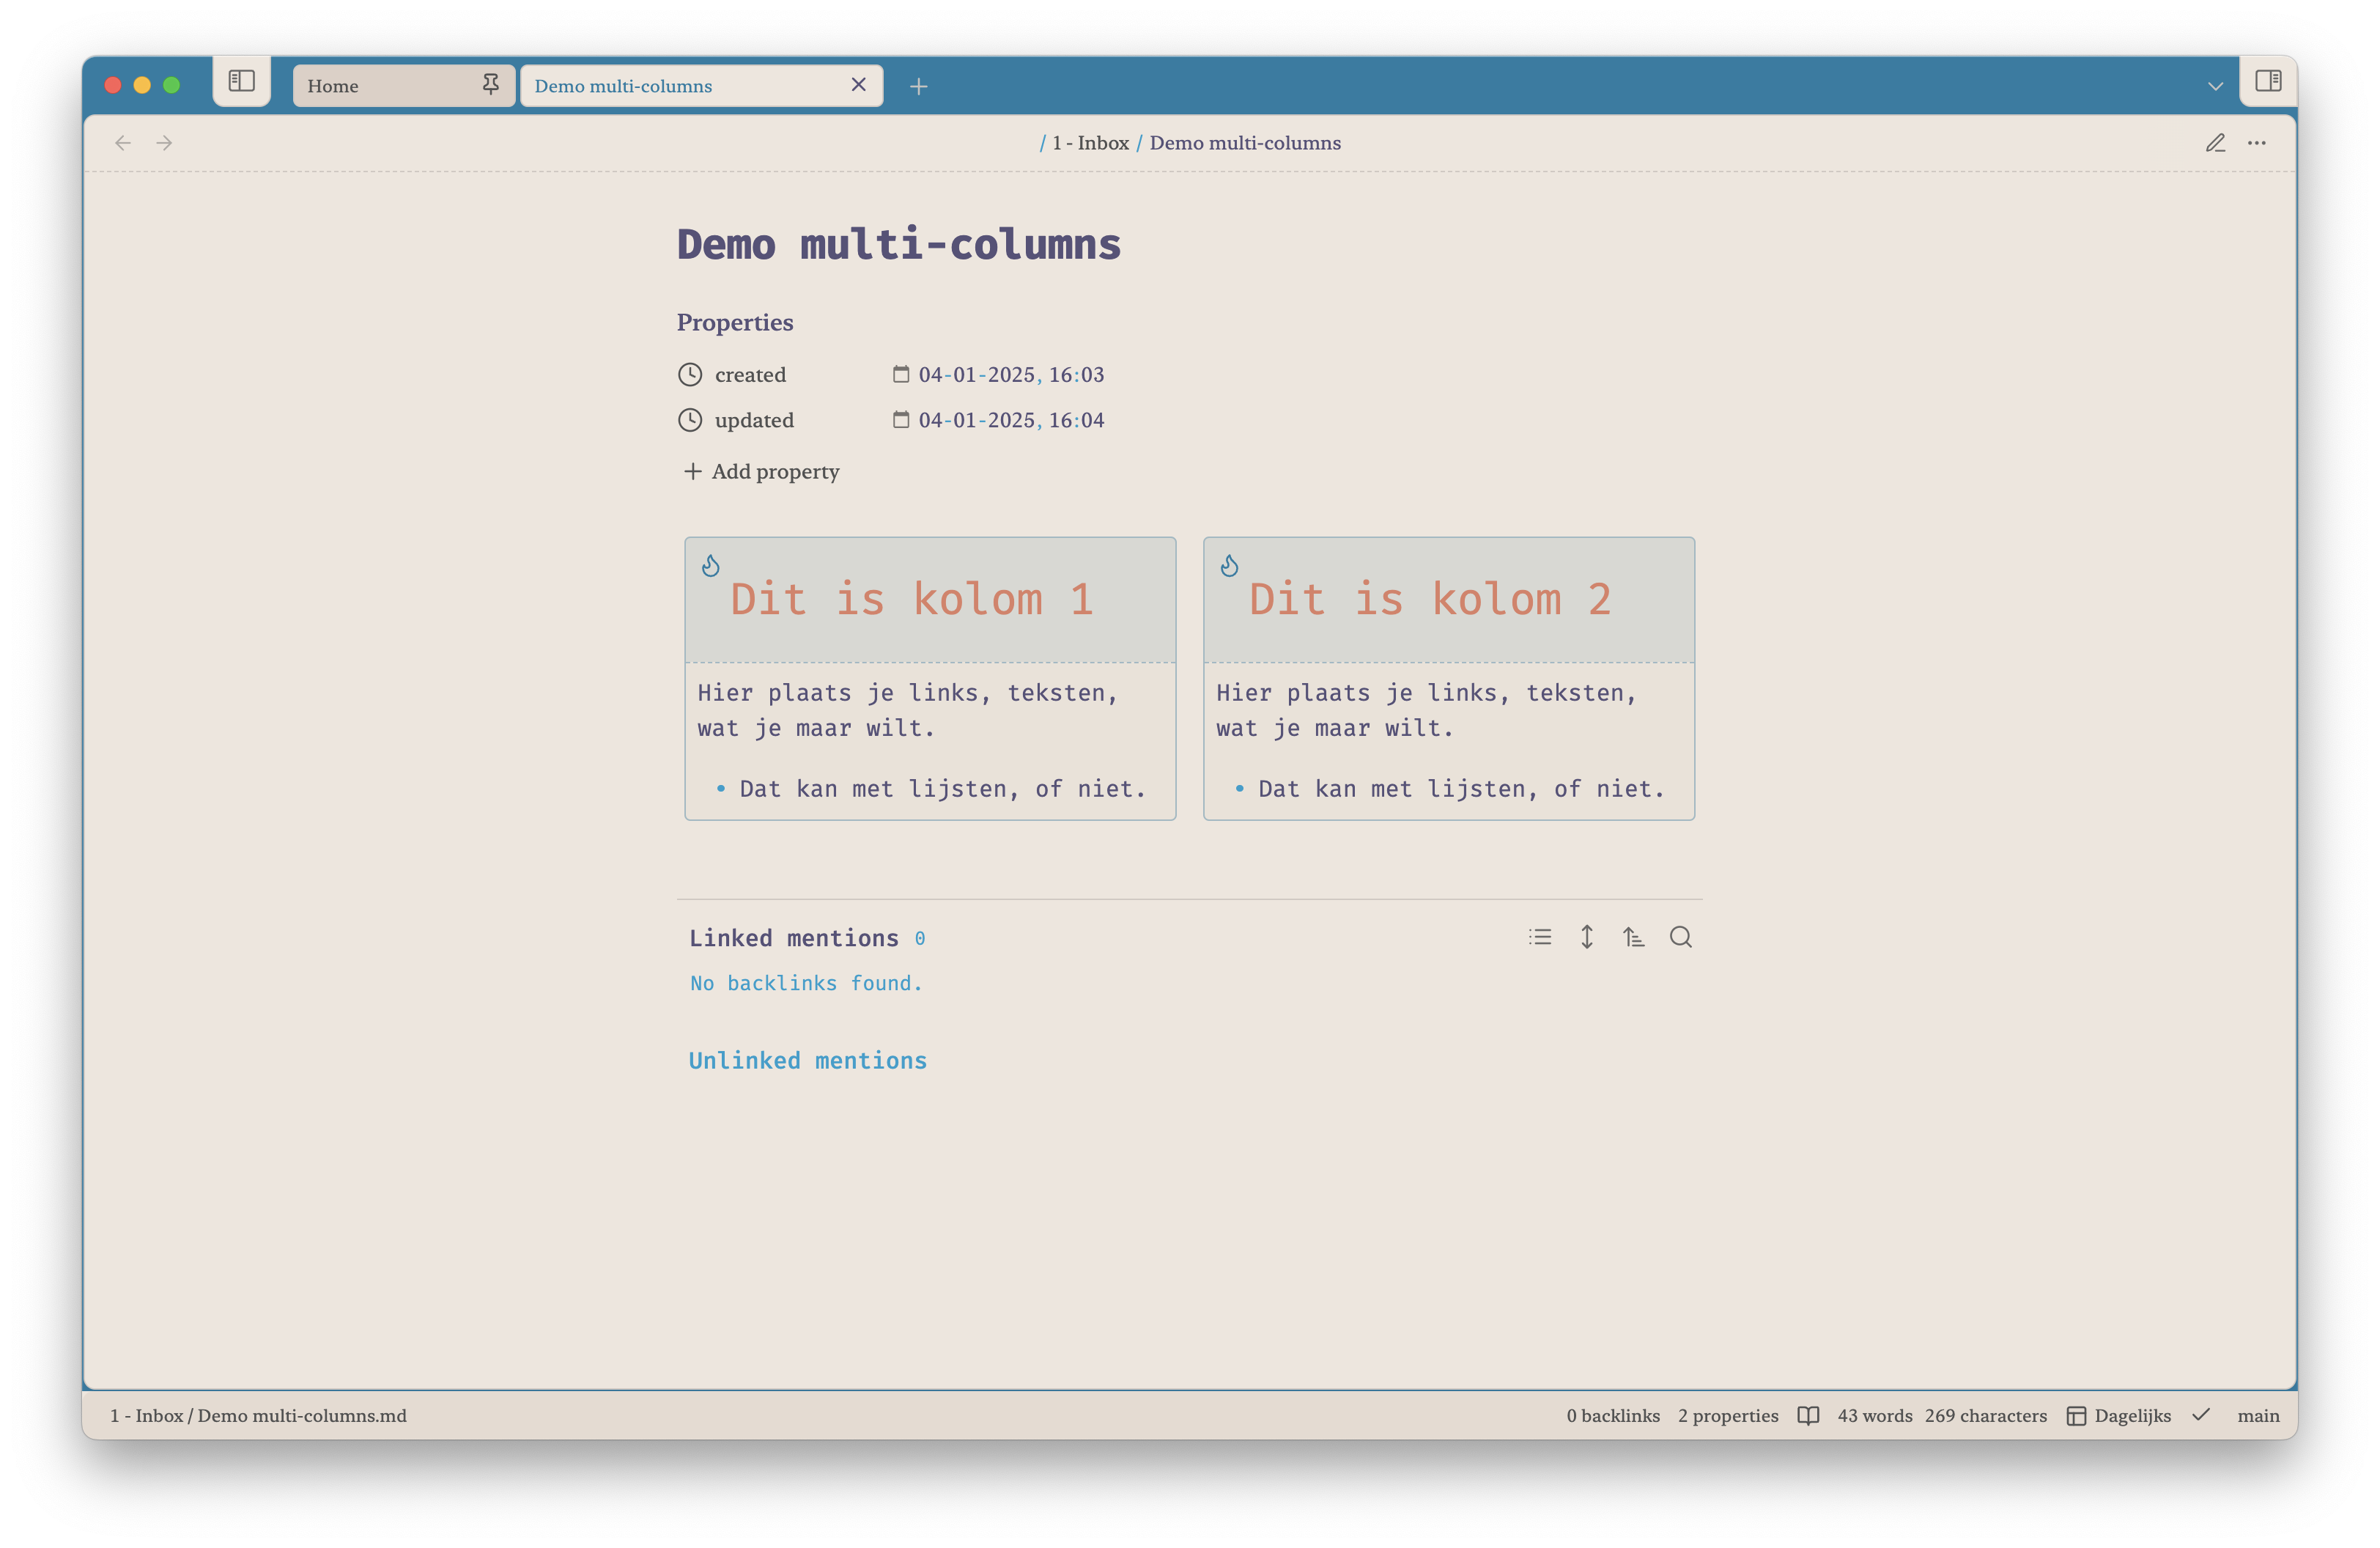 Home
Demo multi-columns
/ 1 - Inbox / Demo multi-columns
Demo multi-columns
Properties
created 04-01-2025, 16:03
updated 04-01-2025, 16:04
Add property
Dit is kolom 1
Hier plaats je links, teksten,
wat je maar wilt.
• Dat kan met lijsten, of niet.
Dit is kolom 2
Hier plaats je links, teksten,
wat je maar wilt.
• Dat kan met lijsten, of niet.
Linked mentions 0
No backlinks found.
Unlinked mentions
1 - Inbox / Demo multi-columns.md
0 backlinks 2 properties 43 words 269 characters Dagelijks main